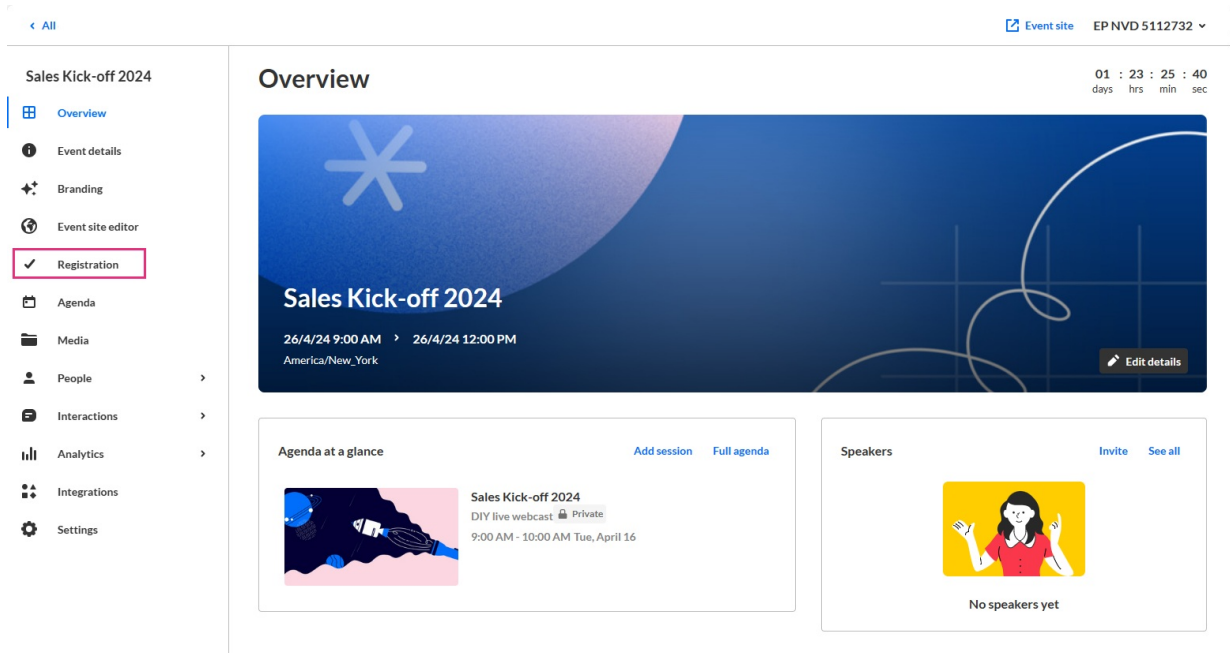 All
Event site
EP NVD 5112732
Sales Kick-off 2024
Overview
Event details
Branding
Event site editor
Registration
Agenda
Media
People
Interactions
Analytics
Integrations
Settings
Overview
01 : 23 : 25 : 40
days hrs min sec
Sales Kick-off 2024
26/4/24 9:00 AM > 26/4/24 12:00 PM
America/New_York
Edit details
Agenda at a glance
Add session
Full agenda
Sales Kick-off 2024
DIY live webcast Private
9:00 AM - 10:00 AM Tue, April 16
Speakers
Invite
See all
No speakers yet